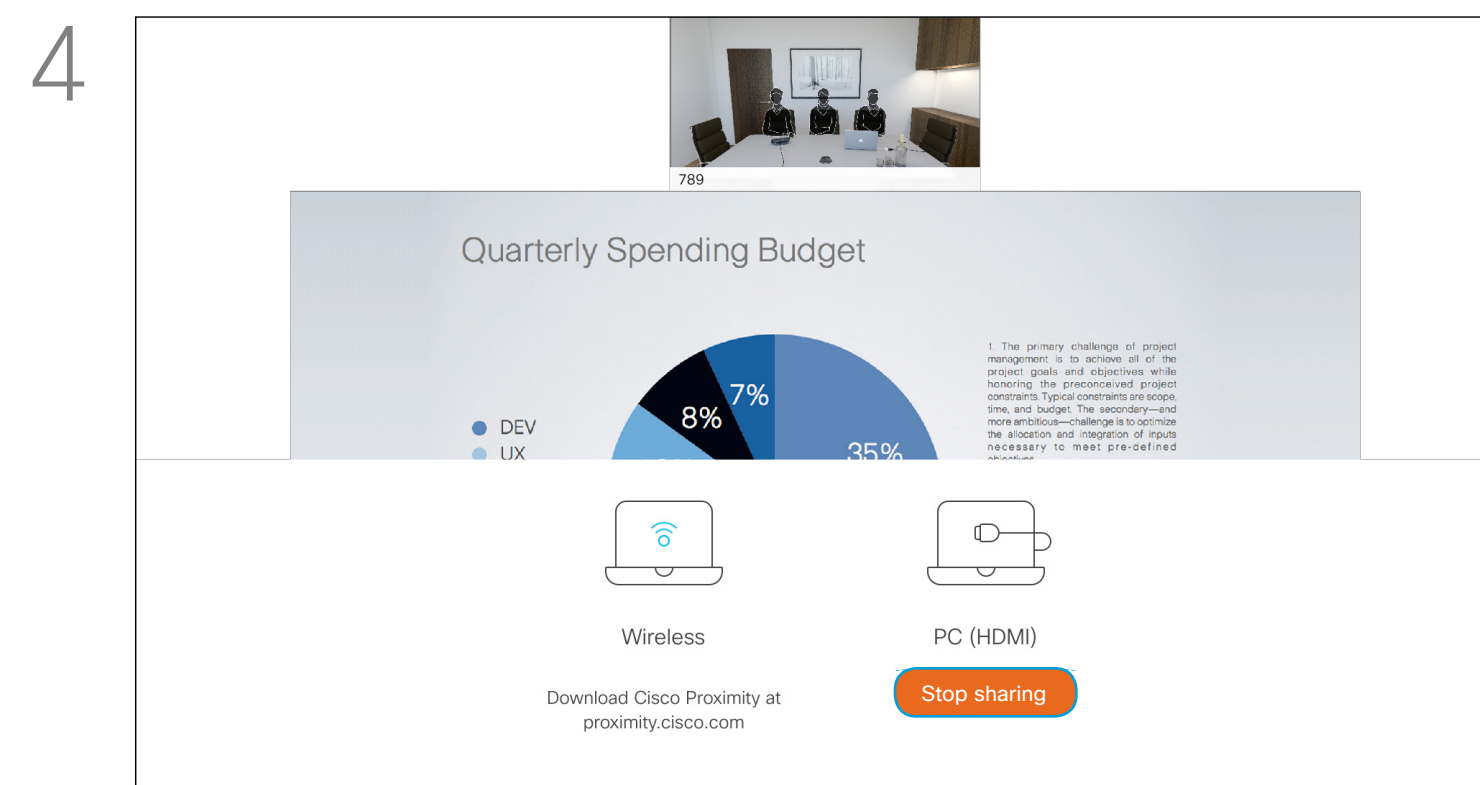 4
789
Quarterly Spending Budget
7%
8%
35%
DEV
UX
1. The primary challenge of project
management is to achieve all of the
project goals and objectives while
honoring the preconceived project
constraints. Typical constraints are scope,
time, and budget. The secondary—and
more ambitious—challenge is to optimize
the allocation and integration of inputs
necessary to meet pre-defined
objectives.
Wireless
PC (HDMI)
Download Cisco Proximity at
proximity.cisco.com
Stop sharing